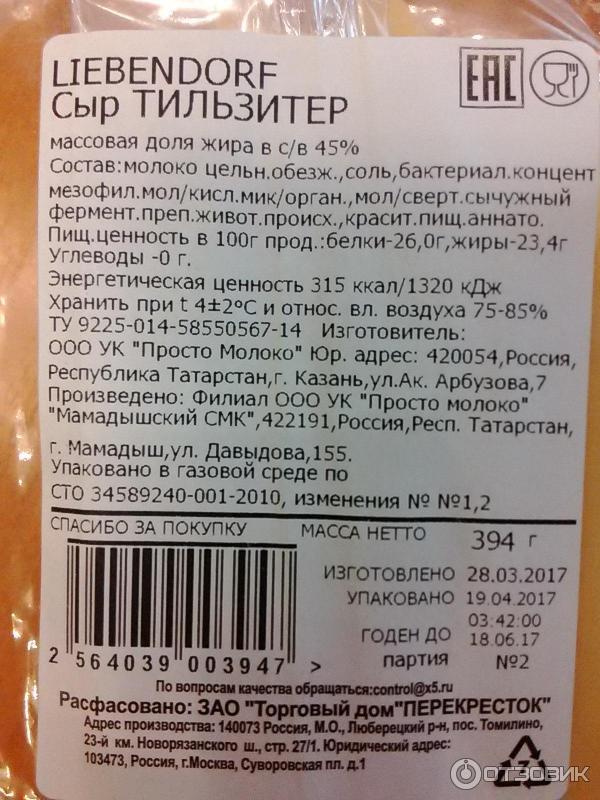 LIEBENDORF
Сыр ТИЛЬЗИТЕР
EAC
массовая доля жира в с/в 45%
Состав:молоко цельн.обезж.,соль,бактериал.концент
мезофил.мол/кисл.мик/орган.,мол/сверт.сычужный
фермент.преп.живот.происх.,красит.пищ.аннато.
Пищ.ценность в 100г прод.:белки-26,0г,жиры-23,4г
Углеводы -0 г.
Энергетическая ценность 315 ккал/1320 кДж
Хранить при t 4±2°C и относ. вл. воздуха 75-85%
ТУ 9225-014-58550567-14 Изготовитель:
ООО УК "Просто Молоко" Юр. адрес: 420054,Россия,
Республика Татарстан,г. Казань,ул.Ак. Арбузова,7
Произведено: Филиал ООО УК "Просто молоко"
"Мамадышский СМК",422191,Россия,Респ. Татарстан,
г. Мамадыш,ул. Давыдова,155.
Упаковано в газовой среде по
СТО 34589240-001-2010, изменения № №1,2
СПАСИБО ЗА ПОКУПКУ
МАССА НЕТТО 394 г
ИЗГОТОВЛЕНО 28.03.2017
УПАКОВАНО 19.04.2017
03:42:00
ГОДЕН ДО 18.06.17
партия №2
2 564039 003947 >
По вопросам качества обращаться:control@x5.ru
Расфасовано: ЗАО "Торговый дом"ПЕРЕКРЕСТОК"
Адрес производства: 140073 Россия, М.О., Люберецкий р-н, пос. Томилино,
23-й км. Новорязанского ш., стр. 27/1. Юридический адрес:
103473, Россия, г.Москва, Суворовская пл. д.1
7
ОТЗОВИК